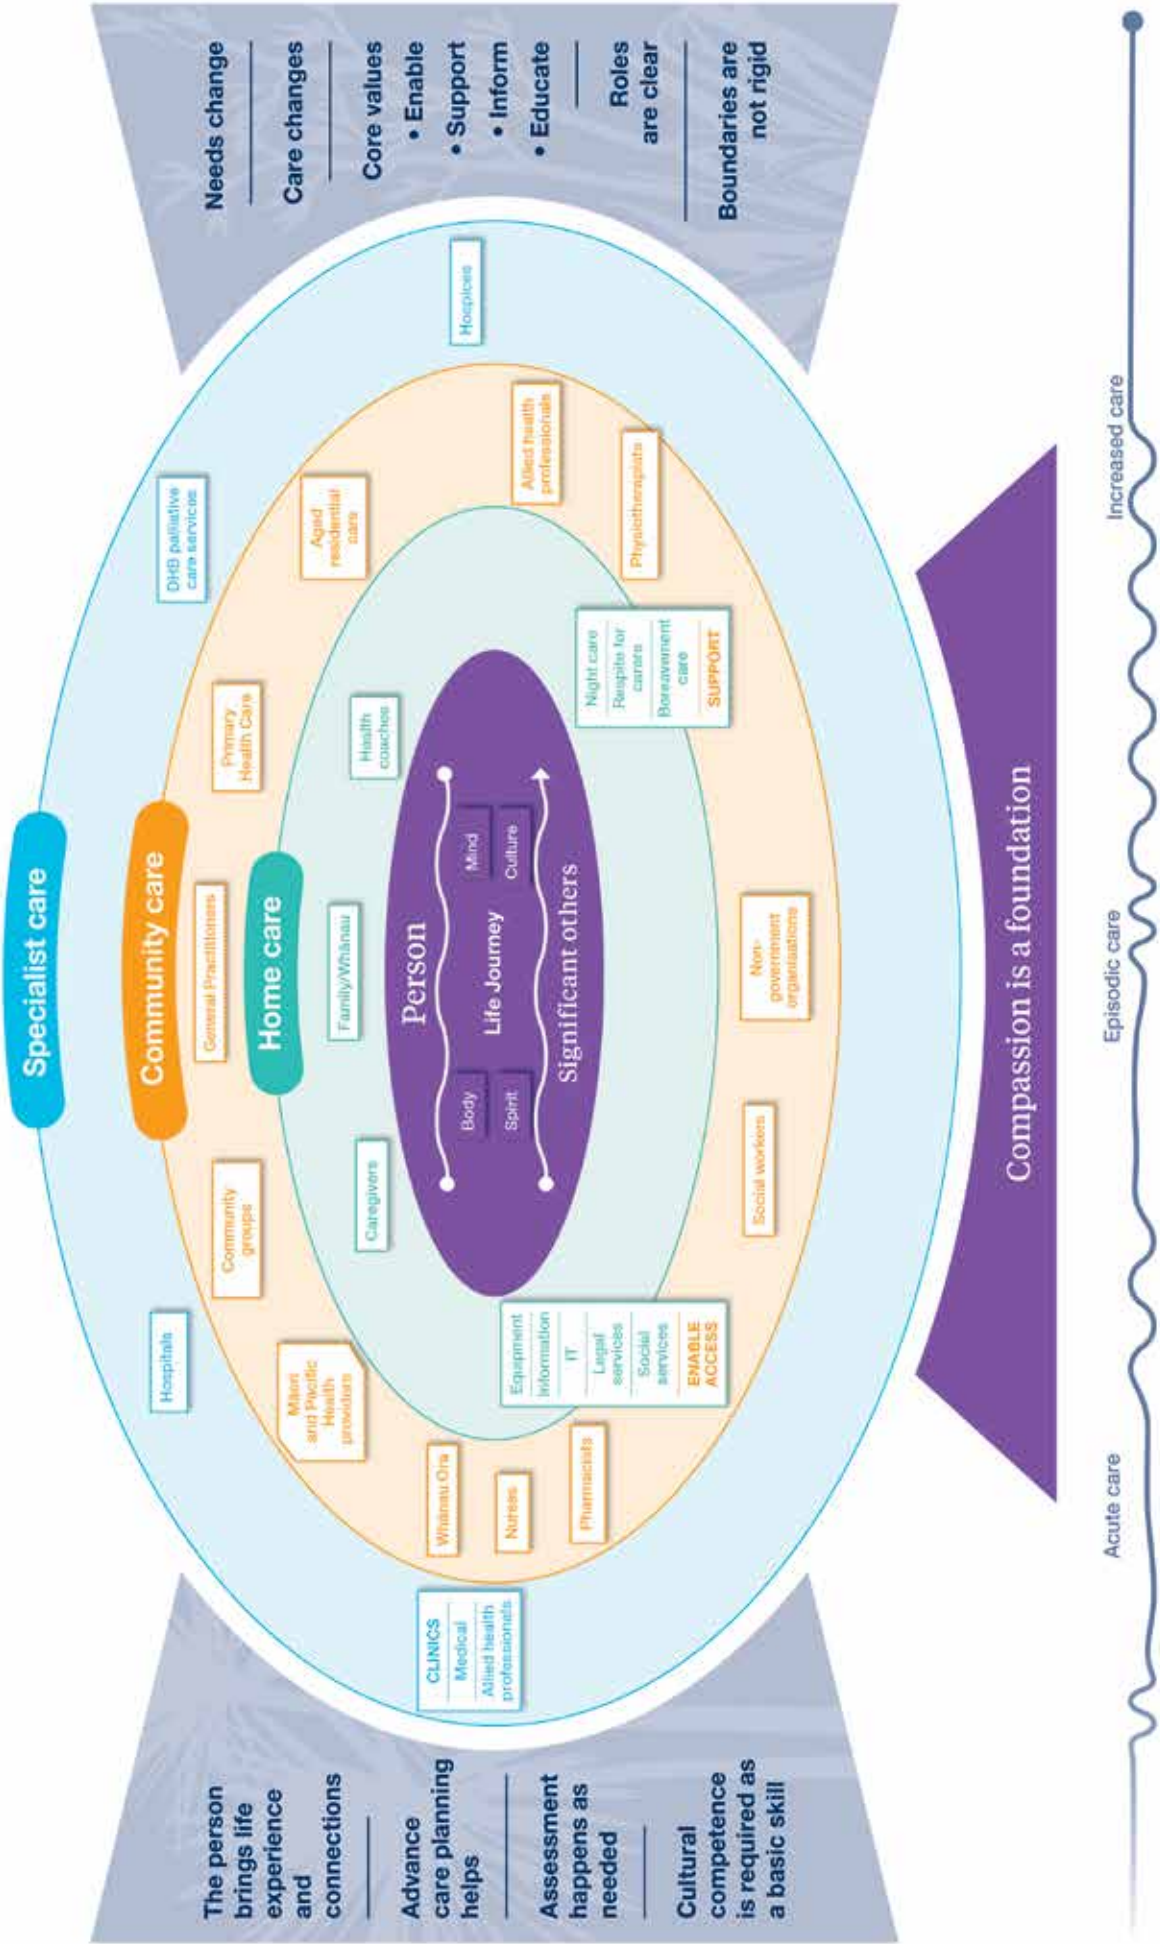 Specialist care
Community care
Home care
The person
brings life
experience
and
connections
Advance
care planning
helps
Assessment
happens as
needed
Cultural
competence
is required as
a basic skill
Hospitals
DHB palliative
care services
Hospices
CLINICS
Medical
Allied health
professionals
General Practitioners
Community
groups
Primary
Health Care
Māori
and Pacific
Health
providers
Aged
residential
care
Whānau Ora
Nurses
Pharmacists
Allied health
professionals
Physiotherapists
Social workers
Non-
government
organisations
Family/Whānau
Caregivers
Health
coaches
Equipment
Information
IT
Legal
services
Social
services
ENABLE
ACCESS
Night care
Respite for
carers
Bereavement
care
SUPPORT
Person
Body
Mind
Life Journey
Spirit
Culture
Significant others
Needs change
Care changes
Core values
• Enable
• Support
• Inform
• Educate
Roles
are clear
Boundaries are
not rigid
Compassion is a foundation
Acute care
Episodic care
Increased care